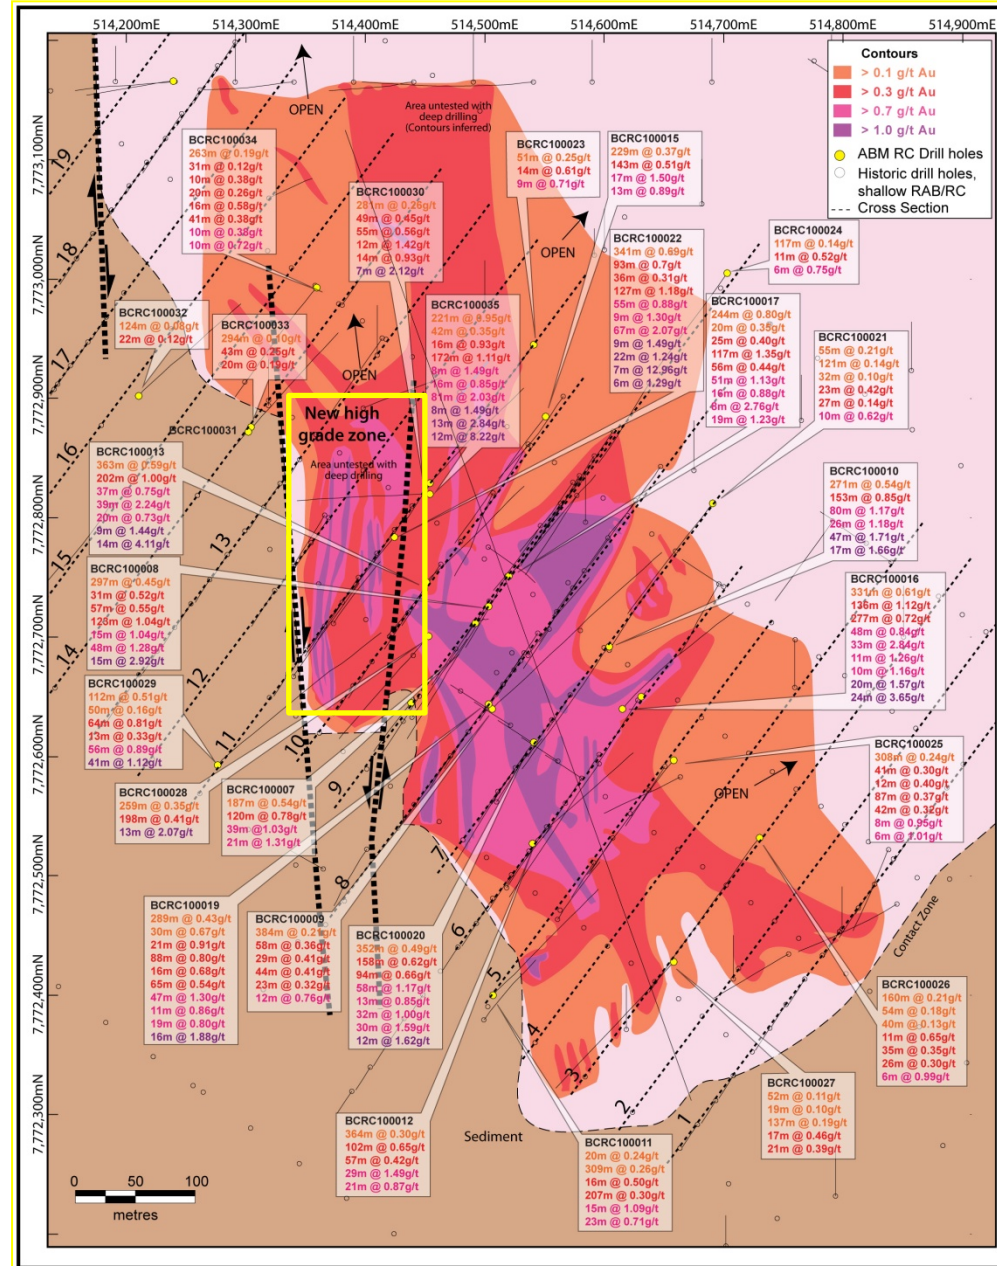 514,200m 514,300m 514,400m 514,500m 514,600m 514,700m 514,800m 514,900m
7,773,100mN
7,773,000mN
7,772,900mN
7,772,800mN
7,772,700mN
7,772,600mN
7,772,500mN
7,772,400mN
7,772,300mN
Contours
> 0.1 g/t Au
> 0.3 g/t Au
> 0.7 g/t Au
> 1.0 g/t Au
ABM RC Drill holes
Historic drill holes,
shallow RAB/RC
Cross Section
OPEN
Area untested with
deep drilling
(Contours inferred)
BCRC100034
263m @ 0.19g/t
31m @ 0.12g/t
10m @ 0.38g/t
20m @ 0.26g/t
16m @ 0.58g/t
41m @ 0.38g/t
10m @ 0.38g/t
10m @ 0.72g/t
BCRC100030
281m @ 0.26g/t
49m @ 0.45g/t
55m @ 0.56g/t
12m @ 1.42g/t
14m @ 0.93g/t
7m @ 2.12g/t
BCRC100023
51m @ 0.25g/t
14m @ 0.61g/t
9m @ 0.71g/t
BCRC100015
229m @ 0.37g/t
143m @ 0.51g/t
17m @ 1.50g/t
13m @ 0.89g/t
OPEN
BCRC100024
117m @ 0.14g/t
11m @ 0.52g/t
6m @ 0.75g/t
BCRC100022
341m @ 0.69g/t
93m @ 0.7g/t
36m @ 0.31g/t
127m @ 1.18g/t
55m @ 0.88g/t
9m @ 1.30g/t
67m @ 2.07g/t
9m @ 1.49g/t
22m @ 1.24g/t
7m @ 12.96g/t
6m @ 1.29g/t
BCRC100017
244m @ 0.80g/t
20m @ 0.35g/t
25m @ 0.40g/t
117m @ 1.35g/t
56m @ 0.44g/t
51m @ 1.13g/t
16m @ 0.88g/t
8m @ 2.76g/t
19m @ 1.23g/t
BCRC100021
55m @ 0.21g/t
121m @ 0.14g/t
32m @ 0.10g/t
23m @ 0.42g/t
27m @ 0.14g/t
10m @ 0.62g/t
BCRC100032
124m @ 0.08g/t
22m @ 0.12g/t
BCRC100033
294m @ 0.10g/t
43m @ 0.25g/t
20m @ 0.19g/t
BCRC100035
221m @ 0.95g/t
42m @ 0.35g/t
16m @ 0.93g/t
172m @ 1.11g/t
8m @ 1.49g/t
16m @ 0.85g/t
81m @ 2.03g/t
8m @ 1.49g/t
13m @ 2.84g/t
12m @ 8.22g/t
OPEN
New high
grade zone
Area untested with
deep drilling
BCRC100031
BCRC100013
363m @ 0.59g/t
202m @ 1.00g/t
37m @ 0.75g/t
39m @ 2.24g/t
20m @ 0.73g/t
9m @ 1.44g/t
14m @ 4.11g/t
BCRC100010
271m @ 0.54g/t
153m @ 0.85g/t
80m @ 1.17g/t
26m @ 1.18g/t
47m @ 1.71g/t
17m @ 1.66g/t
BCRC100008
297m @ 0.45g/t
31m @ 0.52g/t
57m @ 0.55g/t
123m @ 1.04g/t
15m @ 1.04g/t
48m @ 1.28g/t
15m @ 2.92g/t
BCRC100016
331m @ 0.61g/t
136m @ 1.12g/t
277m @ 0.72g/t
48m @ 0.84g/t
33m @ 2.84g/t
11m @ 1.26g/t
10m @ 1.16g/t
20m @ 1.57g/t
24m @ 3.65g/t
BCRC100029
112m @ 0.51g/t
50m @ 0.16g/t
64m @ 0.81g/t
13m @ 0.33g/t
56m @ 0.89g/t
41m @ 1.12g/t
BCRC100025
308m @ 0.24g/t
41m @ 0.30g/t
12m @ 0.40g/t
87m @ 0.37g/t
42m @ 0.32g/t
8m @ 0.95g/t
6m @ 1.01g/t
BCRC100028
259m @ 0.35g/t
198m @ 0.41g/t
13m @ 2.07g/t
BCRC100007
187m @ 0.54g/t
120m @ 0.78g/t
39m @1.03g/t
21m @ 1.31g/t
OPEN
BCRC100019
289m @ 0.43g/t
30m @ 0.67g/t
21m @ 0.91g/t
88m @ 0.80g/t
16m @ 0.68g/t
65m @ 0.54g/t
47m @ 1.30g/t
11m @ 0.86g/t
19m @ 0.80g/t
16m @ 1.88g/t
BCRC100009
384m @ 0.21g/t
58m @ 0.36g/t
29m @ 0.41g/t
44m @ 0.41g/t
23m @ 0.32g/t
12m @ 0.76g/t
BCRC100020
352m @ 0.49g/t
158m @ 0.62g/t
94m @ 0.66g/t
58m @ 1.17g/t
13m @ 0.85g/t
32m @ 1.00g/t
30m @ 1.59g/t
12m @ 1.62g/t
Contact Zone
BCRC100026
160m @ 0.21g/t
54m @ 0.18g/t
40m @ 0.13g/t
11m @ 0.65g/t
35m @ 0.35g/t
26m @ 0.30g/t
6m @ 0.99g/t
BCRC100027
52m @ 0.11g/t
19m @ 0.10g/t
137m @ 0.19g/t
17m @ 0.46g/t
21m @ 0.39g/t
BCRC100012
364m @ 0.30g/t
102m @ 0.65g/t
57m @ 0.42g/t
29m @ 1.49g/t
21m @ 0.87g/t
Sediment
BCRC100011
20m @ 0.24g/t
309m @ 0.26g/t
16m @ 0.50g/t
207m @ 0.30g/t
15m @ 1.09g/t
23m @ 0.71g/t
19
18
17
16
15
14
13
12
11
10
9
8
7
6
5
4
3
2
1
0 50 100
metres